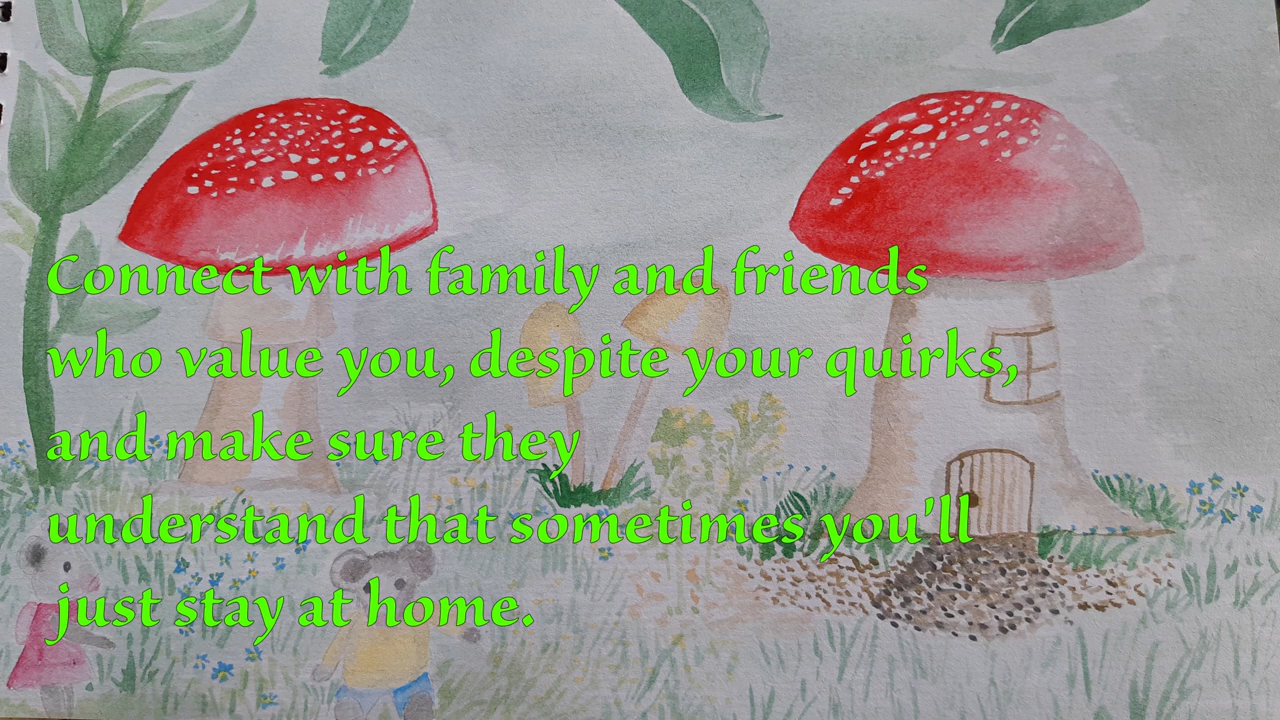 Connect with family and friends
who value you, despite your quirks,
and make sure they
understand that sometimes you'll
just stay at home.